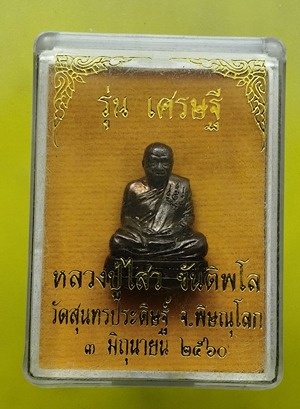 รุ่น เศรษฐี
หลวงปู่ไสว ขันติพโล
วัดสุนทรประดิษฐ์ จ.พิษณุโลก
๓ มิถุนายน ๒๕๖๐